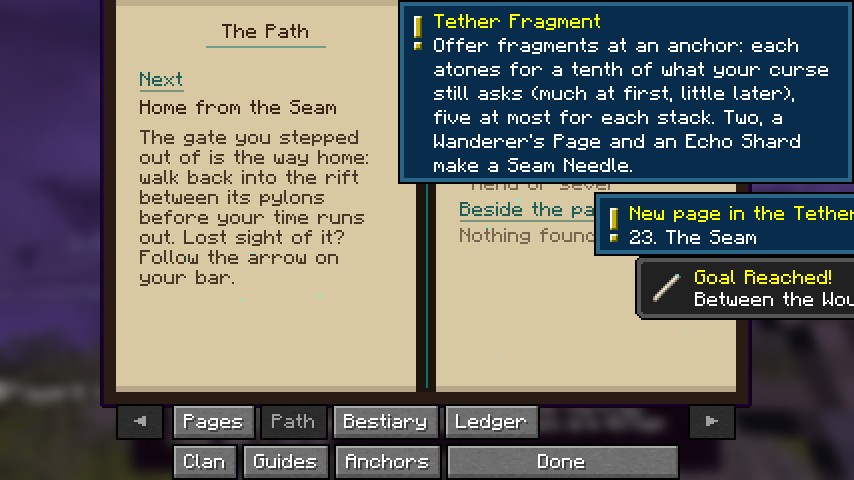 The Path
Next
Home from the Seam
The gate you stepped
out of is the way home:
walk back into the rift
between its pylons
before your time runs
out. Lost sight of it?
Follow the arrow on
your bar.
Tether Fragment
Offer fragments at an anchor: each
atones for a tenth of what your curse
still asks (much at first, little later),
five at most for each stack. Two, a
Wanderer's Page and an Echo Shard
make a Seam Needle.
Beside the pa
Nothing found
New page in the Tether
23. The Seam
Goal Reached!
Between the Wou
Pages
Path
Bestiary
Ledger
Clan
Guides
Anchors
Done